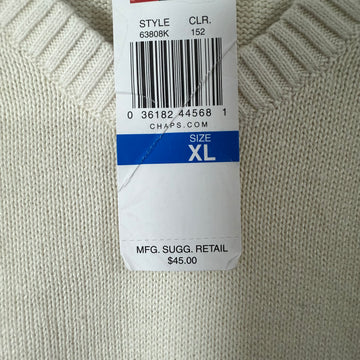 STYLE CLR.
63808K 152
0 36182 44568 1
CHAPS.COM
SIZE
XL
MFG. SUGG. RETAIL
$45.00